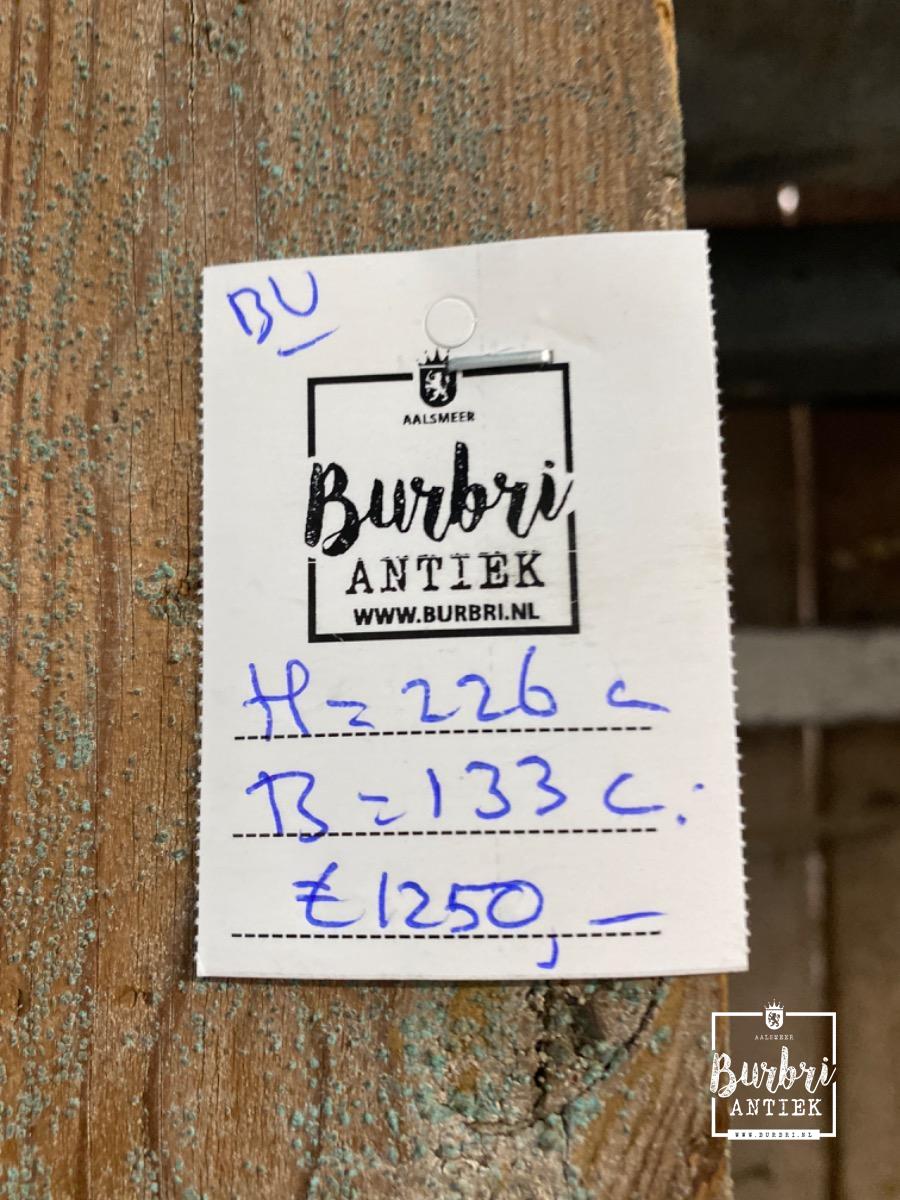 BU
AALSMEER
Burbri
ANTIEK
WWW.BURBRI.NL
H = 226 c
B = 133 c.
€1250,—
AALSMEER
Burbri
ANTIEK
WWW.BURBRI.NL